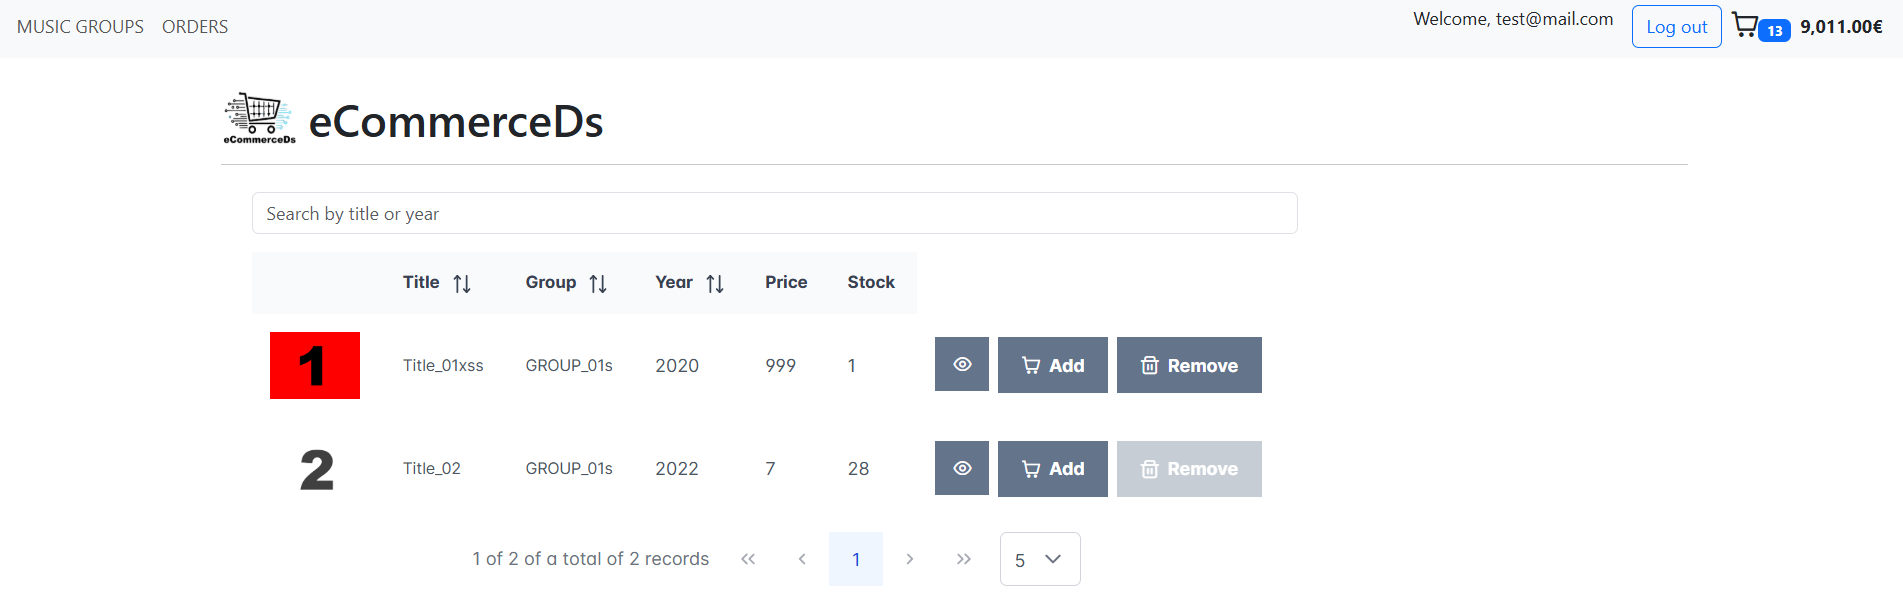 MUSIC GROUPS ORDERS Welcome, test@mail.com Log out 13 9,011.00€
eCommerceDs eCommerceDs
Search by title or year
Title Group Year Price Stock
1 Title_01xss GROUP_01s 2020 999 1 Add Remove
2 Title_02 GROUP_01s 2022 7 28 Add Remove
1 of 2 of a total of 2 records « ‹ 1 › » 5